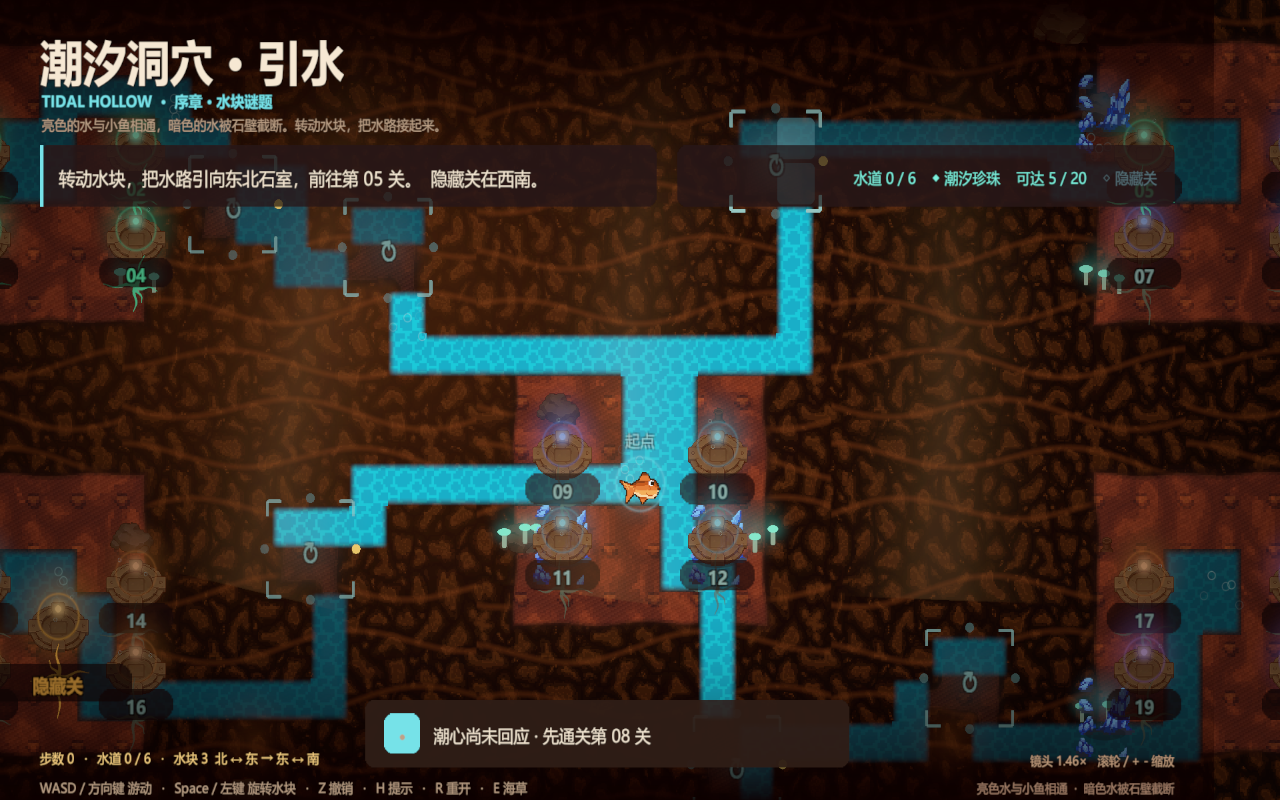 潮汐洞穴 • 引水
TIDAL HOLLOW • 序章 • 水块谜题
亮色的水与小鱼相通，暗色的水被石壁截断。转动水块，把水路接起来。
转动水块，把水路引向东北石室，前往第 05 关。 隐藏关在西南。
水道 0 / 6 ◆ 潮汐珍珠 可达 5 / 20 ◇ 隐藏关
05
04
07
起点
09
10
11
12
14
17
隐藏关
16
19
潮心尚未回应 · 先通关第 08 关
步数 0 · 水道 0 / 6 · 水块 3 北 ↔ 东 → 东 ↔ 南
镜头 1.46× 滚轮 / + - 缩放
WASD / 方向键 游动 · Space / 左键 旋转水块 · Z 撤销 · H 提示 · R 重开 · E 海草
亮色水与小鱼相通 · 暗色水被石壁截断